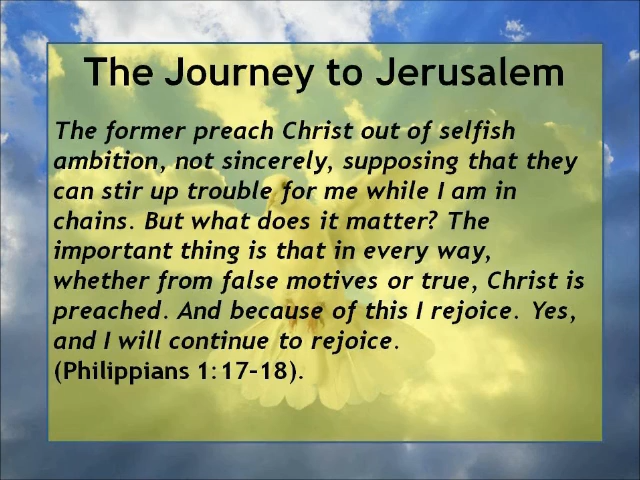 The Journey to Jerusalem
The former preach Christ out of selfish
ambition, not sincerely, supposing that they
can stir up trouble for me while I am in
chains. But what does it matter? The
important thing is that in every way,
whether from false motives or true, Christ is
preached. And because of this I rejoice. Yes,
and I will continue to rejoice.
(Philippians 1:17-18).